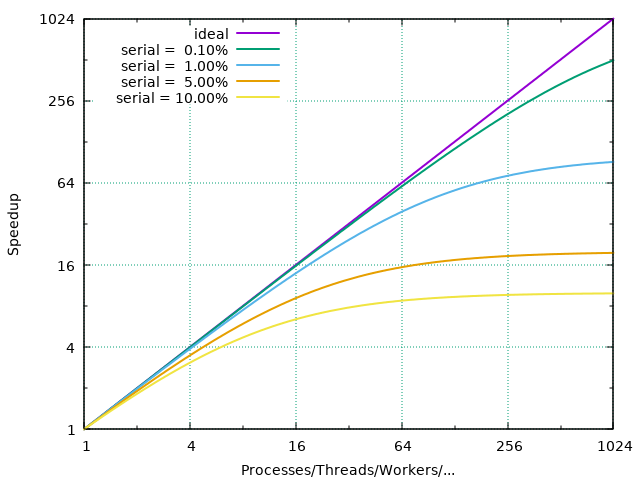 1024
256
64
16
4
1
Speedup
ideal
serial =  0.10%
serial =  1.00%
serial =  5.00%
serial = 10.00%
1 4 16 64 256 1024
Processes/Threads/Workers/...